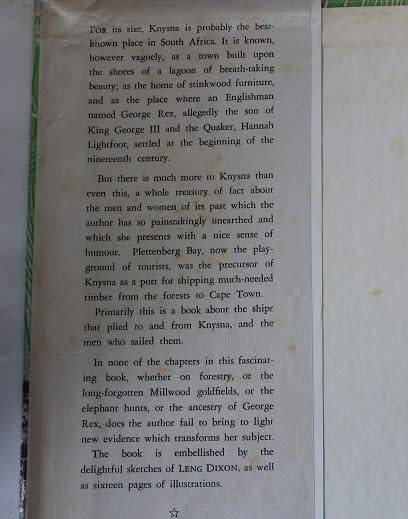 FOR its size, Knysna is probably the best-
known place in South Africa. It is known,
however vaguely, as a town built upon
the shores of a lagoon of breath-taking
beauty; as the home of stinkwood furniture,
and as the place where an Englishman
named George Rex, allegedly the son of
King George III and the Quaker, Hannah
Lightfoot, settled at the beginning of the
nineteenth century.
But there is much more to Knysna than
even this, a whole treasury of fact about
the men and women of its past which the
author has so painstakingly unearthed and
which she presents with a nice sense of
humour. Plettenberg Bay, now the play-
ground of tourists, was the precursor of
Knysna as a port for shipping much-needed
timber from the forests to Cape Town.
Primarily this is a book about the ships
that plied to and from Knysna, and the
men who sailed them.
In none of the chapters in this fascinat-
ing book, whether on forestry, or the
long-forgotten Millwood goldfields, or the
elephant hunts, or the ancestry of George
Rex, does the author fail to bring to light
new evidence which transforms her subject.
The book is embellished by the
delightful sketches of LENG DIXON, as well
as sixteen pages of illustrations.